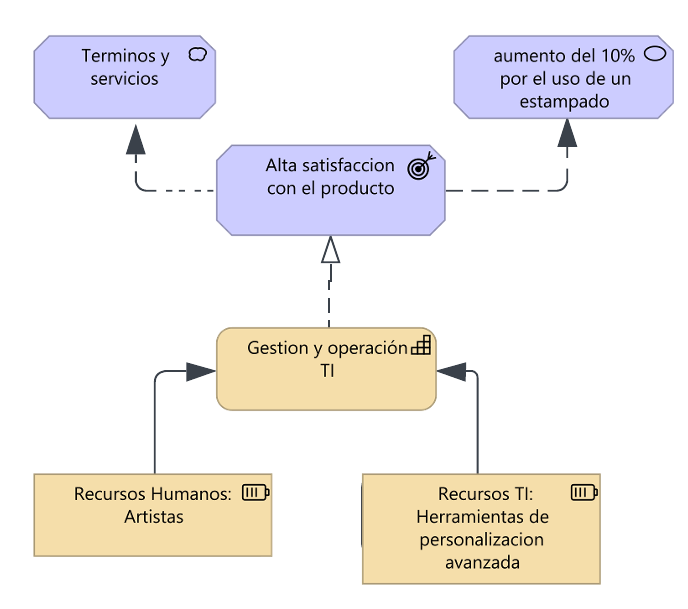 Terminos y
servicios
aumento del 10%
por el uso de un
estampado
Alta satisfaccion
con el producto
Gestion y operación
TI
Recursos Humanos:
Artistas
Recursos TI:
Herramientas de
personalizacion
avanzada